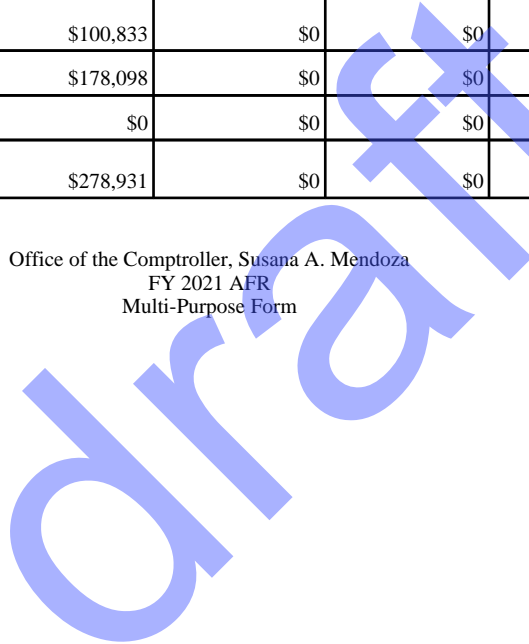 $100,833 $0 $0
$178,098 $0 $0
$0 $0 $0
$278,931 $0 $0
Office of the Comptroller, Susana A. Mendoza
FY 2021 AFR
Multi-Purpose Form
draft